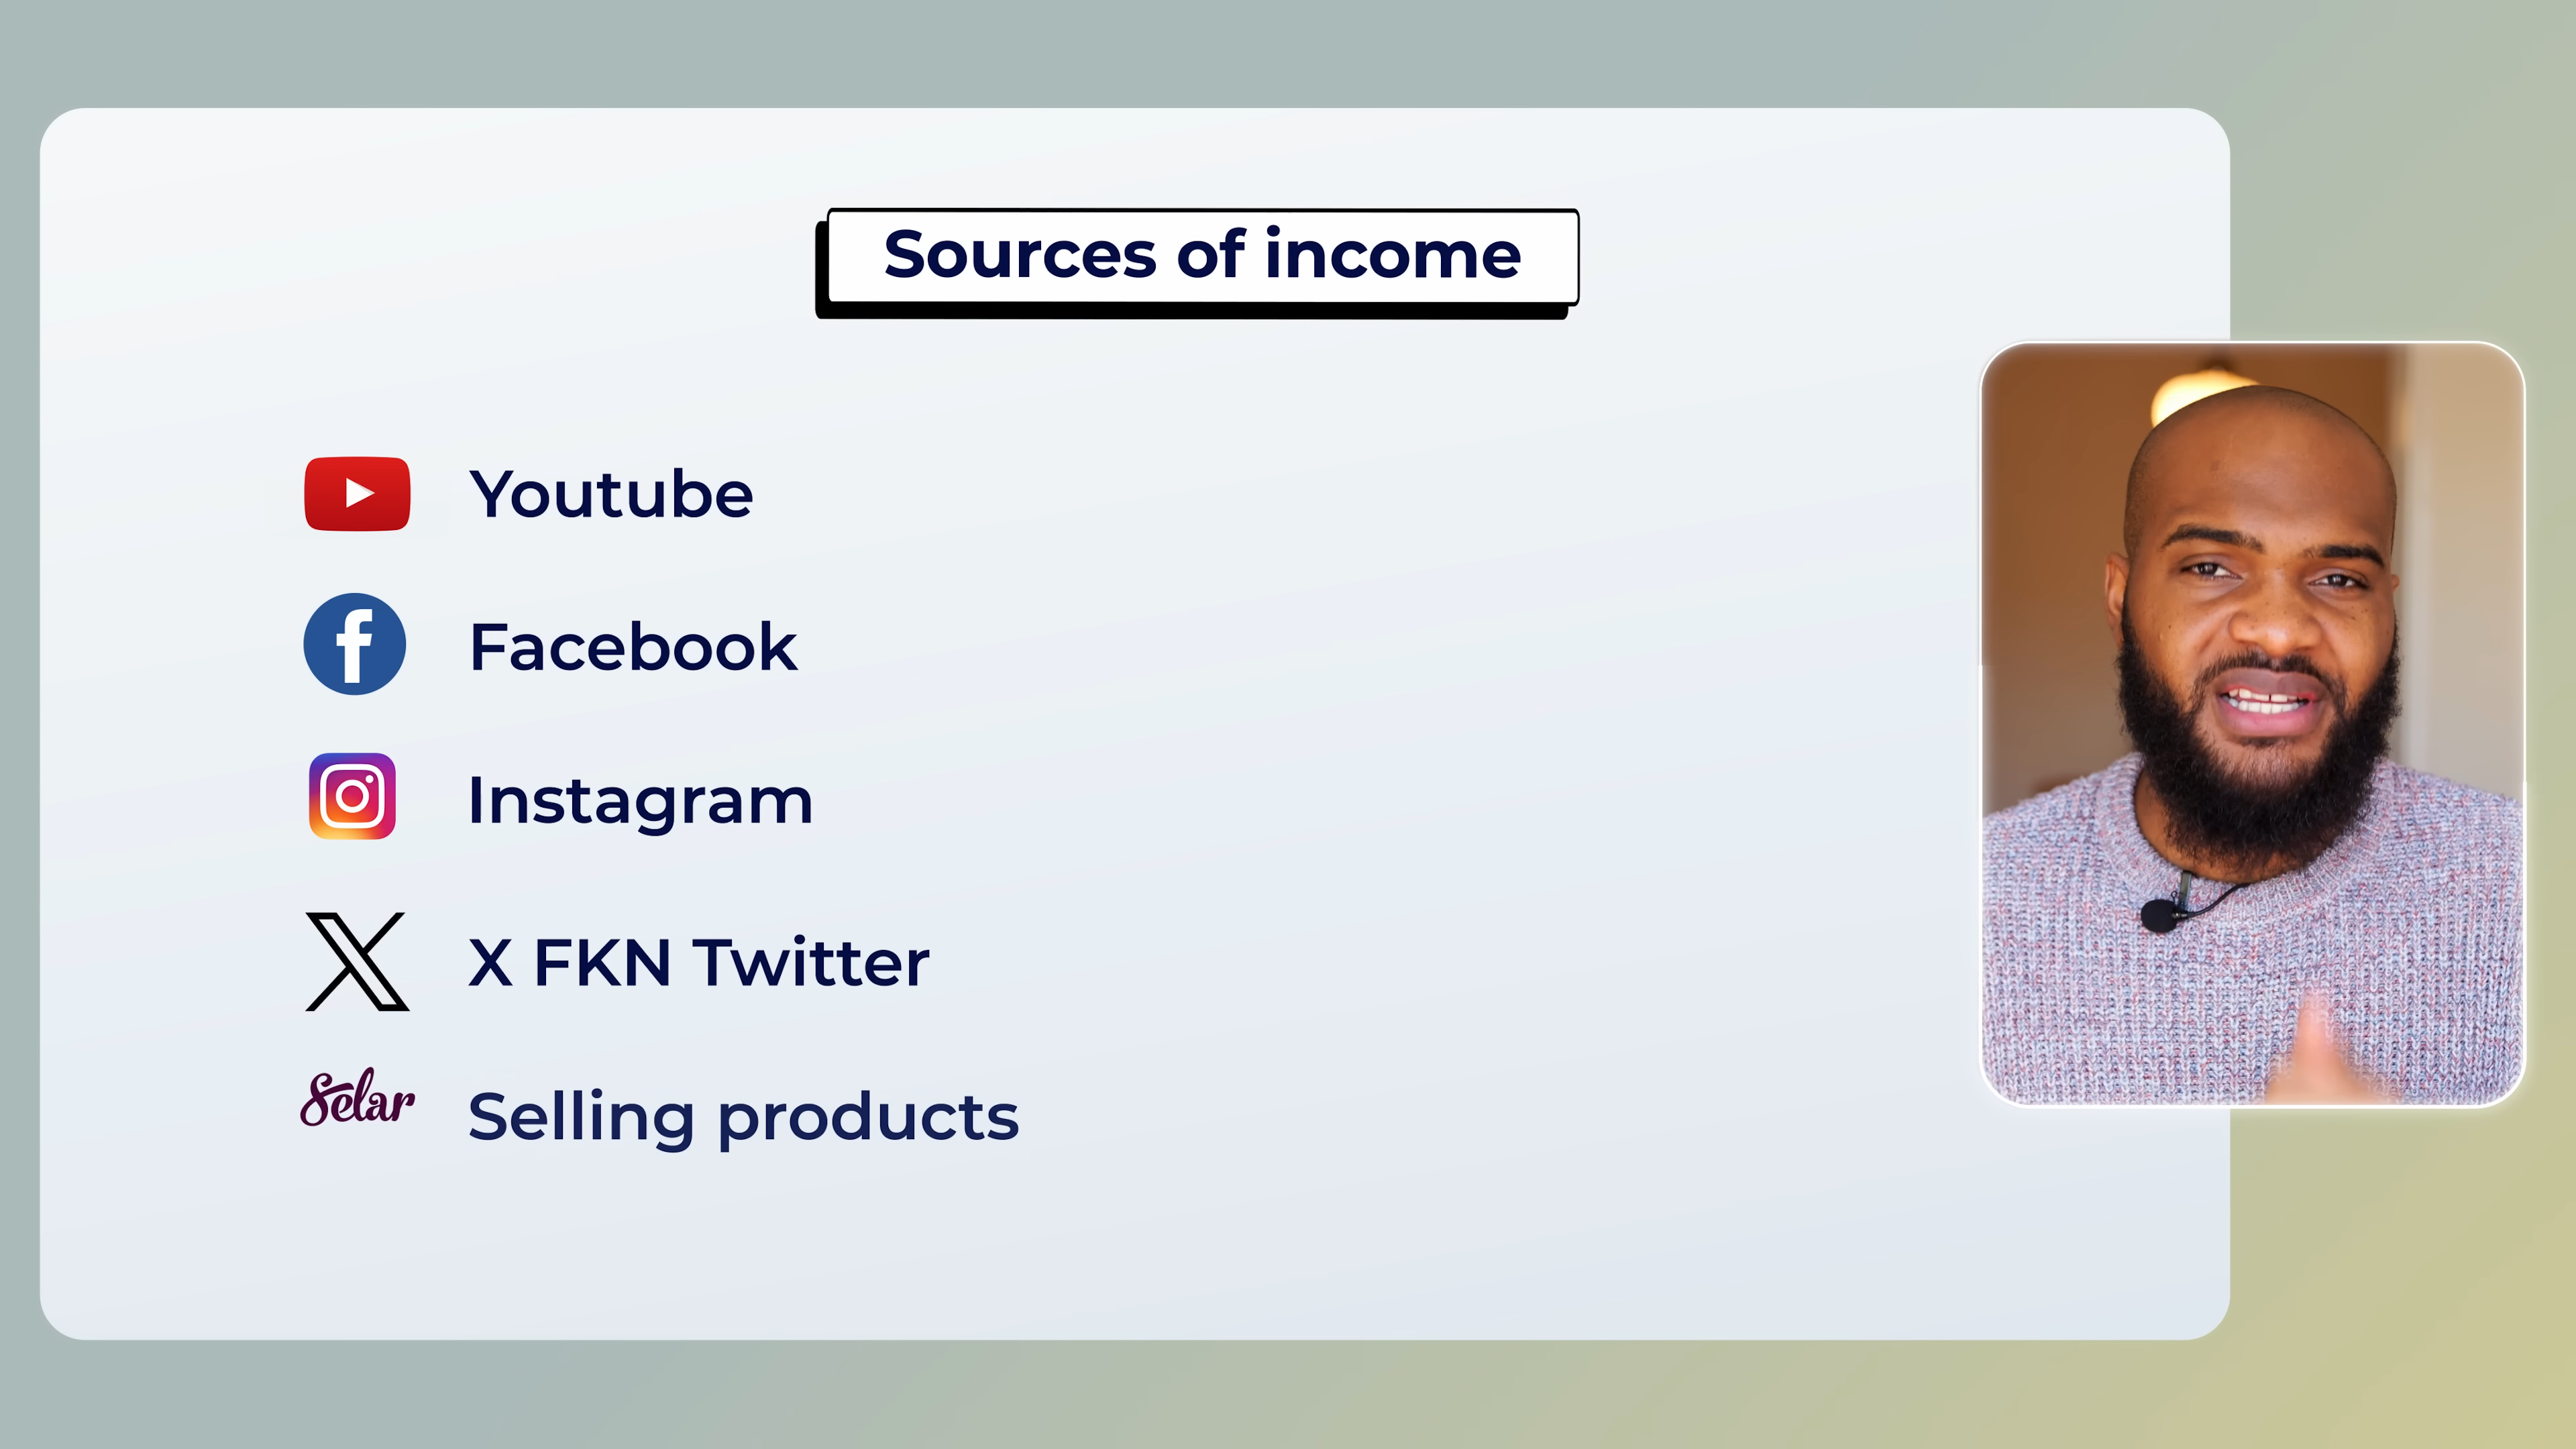 Sources of income
Youtube
Facebook
Instagram
X FKN Twitter
Selar
Selling products